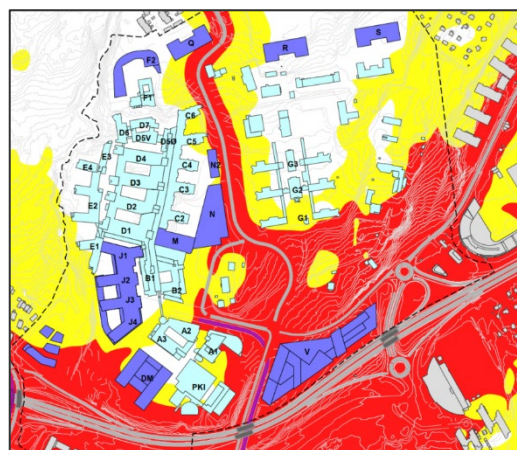 S
Q
R
F2
F1
C6
D7
D6
D5V
D5Ø
C5
E3
D4
C4
N2
E4
G3
D3
C3
G2
E2
D2
C2
N
G1
D1
M
E1
J1
J2
B1
B2
J3
J4
A2
A3
A1
V
DM
PKI